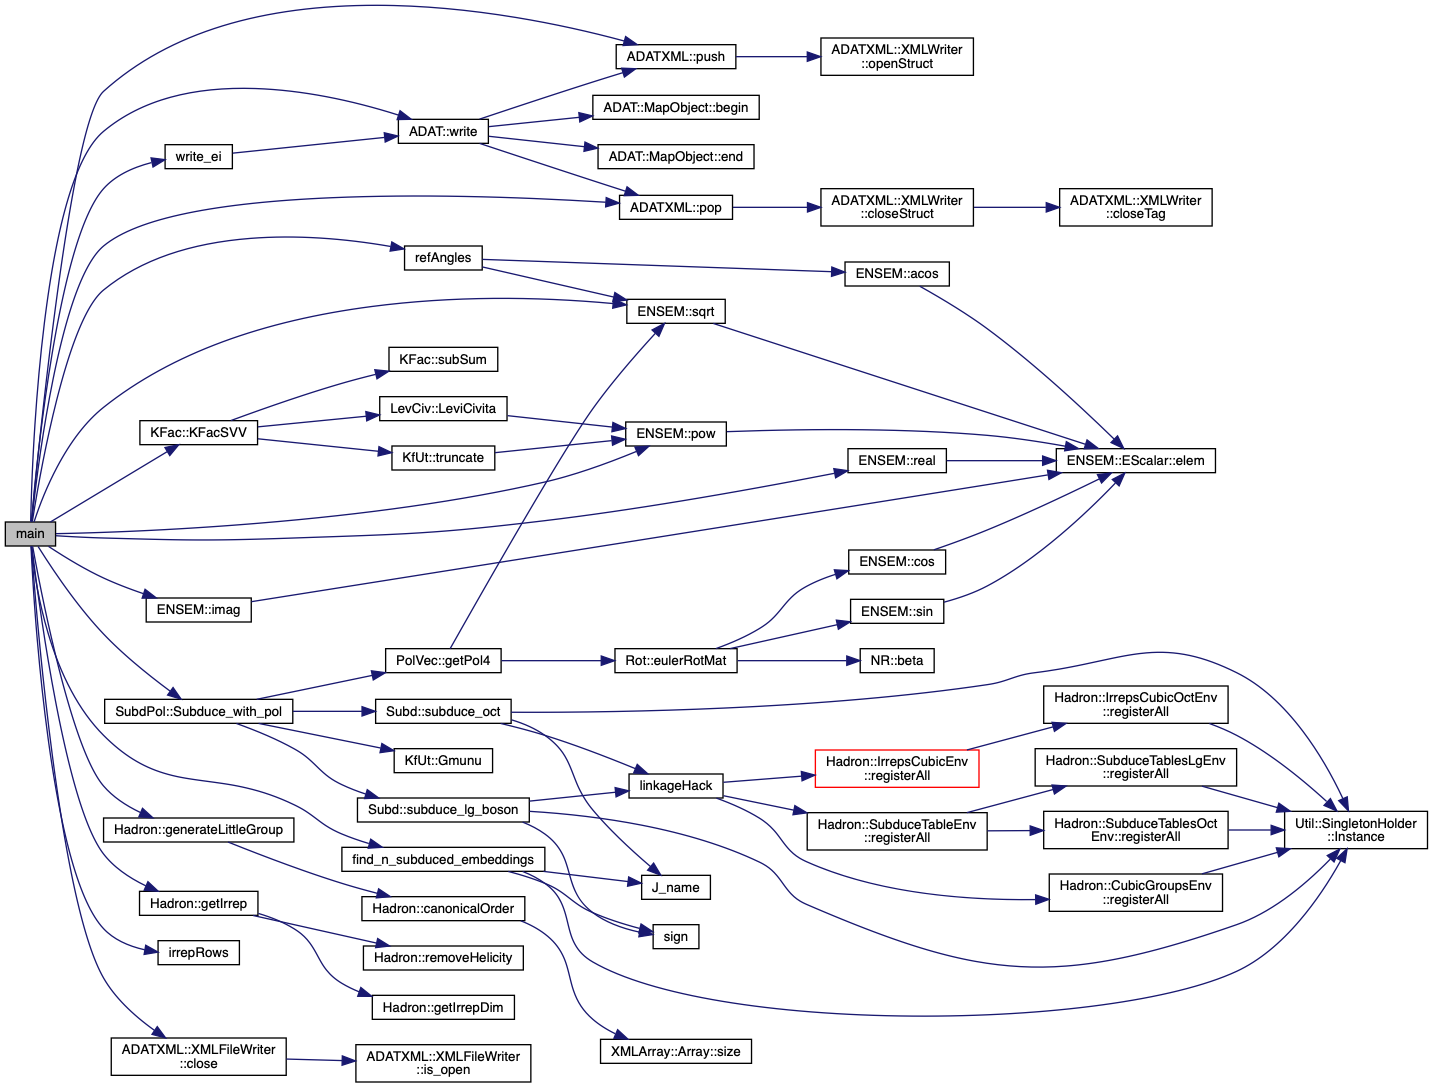 ADATXML::push
ADATXML::XMLWriter
::openStruct
ADAT::MapObject::begin
ADAT::write
write_ei
ADAT::MapObject::end
ADATXML::pop
ADATXML::XMLWriter
::closeStruct
ADATXML::XMLWriter
::closeTag
refAngles
ENSEM::acos
ENSEM::sqrt
KFac::subSum
LevCiv::LeviCivita
KFac::KFacSVV
ENSEM::pow
KfUt::truncate
ENSEM::real
ENSEM::EScalar::elem
main
ENSEM::cos
ENSEM::imag
ENSEM::sin
PolVec::getPol4
Rot::eulerRotMat
NR::beta
SubdPol::Subduce_with_pol
Subd::subduce_oct
Hadron::IrrepsCubicOctEnv
::registerAll
KfUt::Gmunu
Hadron::IrrepsCubicEnv
::registerAll
Hadron::SubduceTablesLgEnv
::registerAll
linkageHack
Subd::subduce_lg_boson
Hadron::generateLittleGroup
Hadron::SubduceTableEnv
::registerAll
Hadron::SubduceTablesOct
Env::registerAll
Util::SingletonHolder
::Instance
find_n_subduced_embeddings
J_name
Hadron::CubicGroupsEnv
::registerAll
Hadron::getIrrep
Hadron::canonicalOrder
sign
irrepRows
Hadron::removeHelicity
Hadron::getIrrepDim
ADATXML::XMLFileWriter
::close
ADATXML::XMLFileWriter
::is_open
XMLArray::Array::size